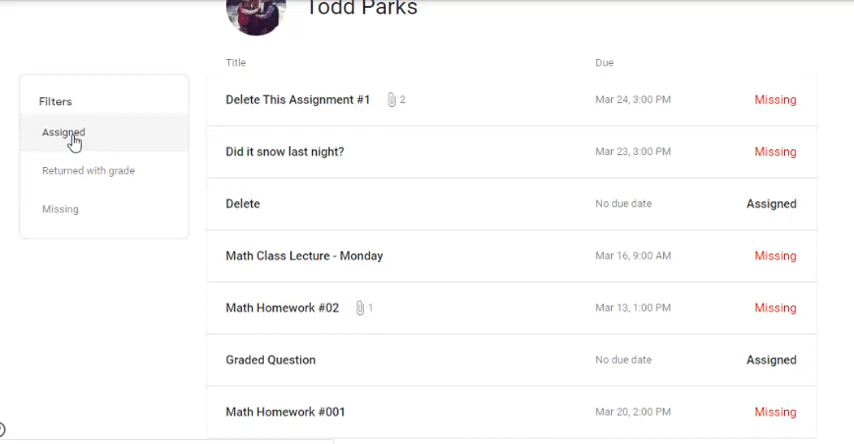 Todd Parks
Title Due
Filters
Assigned
Returned with grade
Missing
Delete This Assignment #1 2 Mar 24, 3:00 PM Missing
Did it snow last night? Mar 23, 3:00 PM Missing
Delete No due date Assigned
Math Class Lecture - Monday Mar 16, 9:00 AM Missing
Math Homework #02 1 Mar 13, 1:00 PM Missing
Graded Question No due date Assigned
Math Homework #001 Mar 20, 2:00 PM Missing